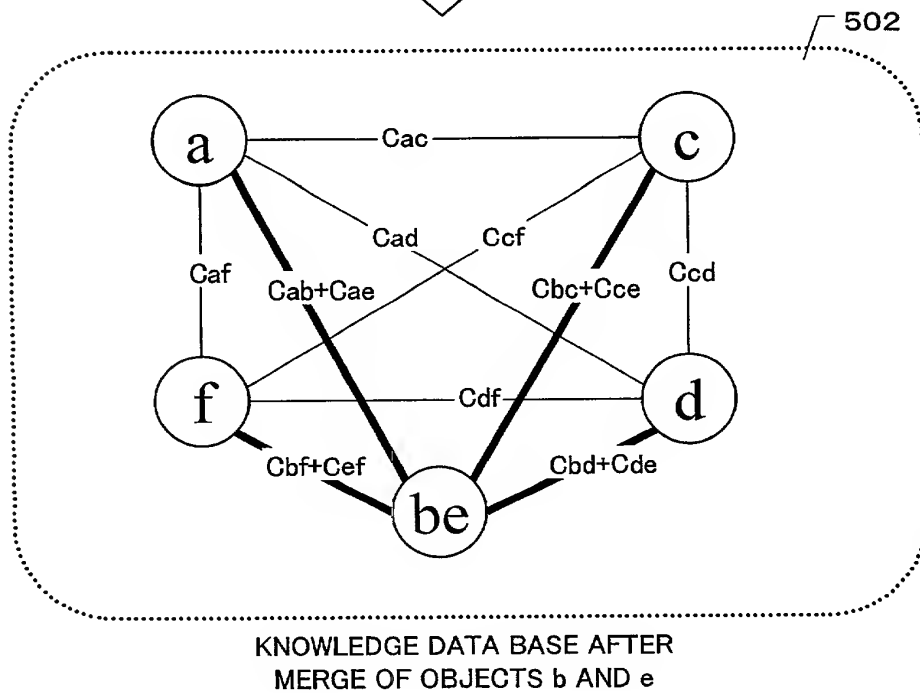 502
a
Cac
c
Cad
Ccf
Caf
Cab+Cae
Cbc+Cce
Ccd
f
Cdf
d
Cbf+Cef
Cbd+Cde
be
KNOWLEDGE DATA BASE AFTER
MERGE OF OBJECTS b AND e